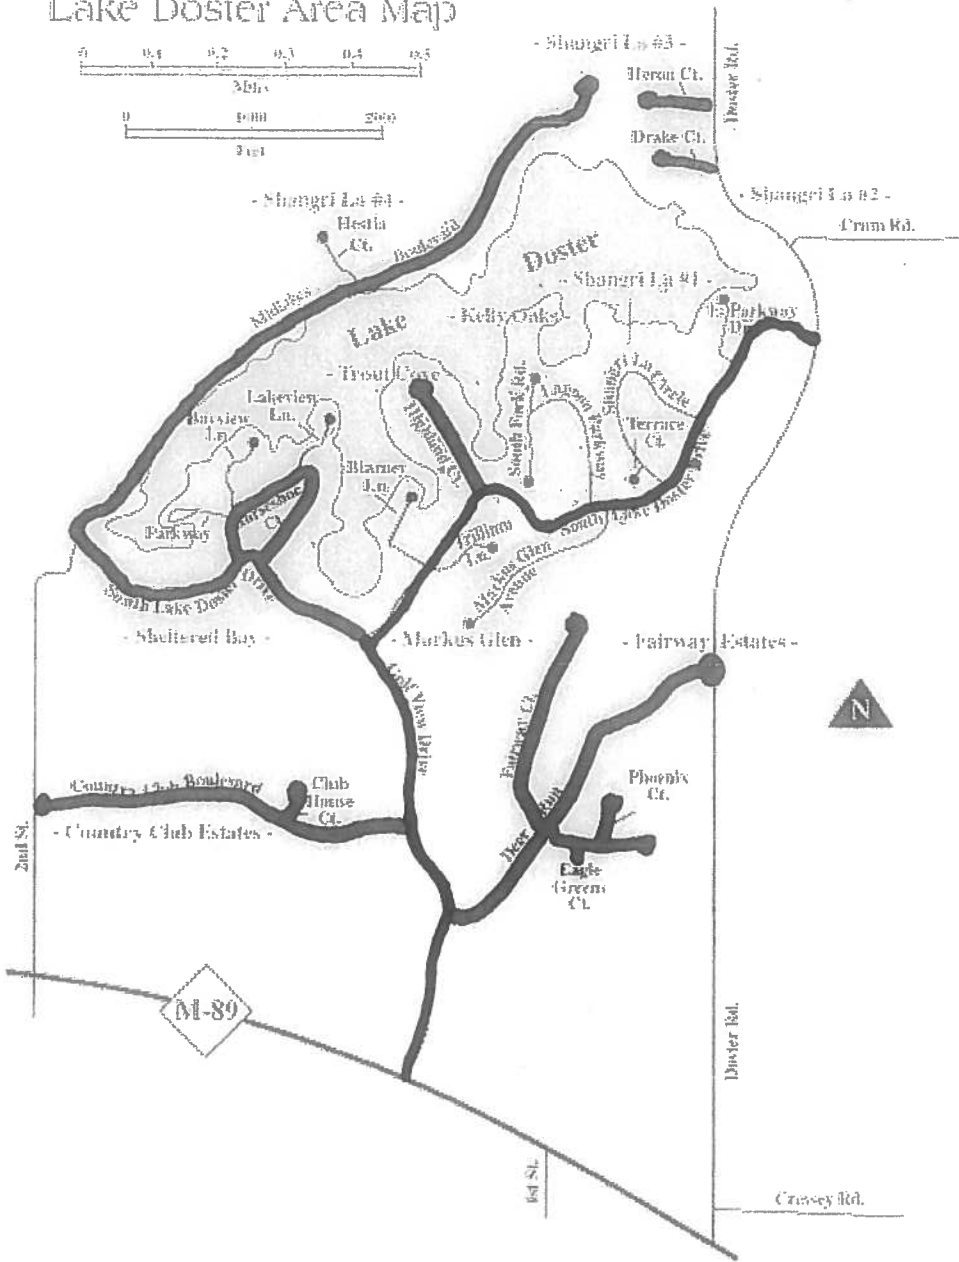 Lake Doster Area Map
0 0.1 0.2 0.3 0.4 0.5
Miles
0 1000 2000
Feet
- Shangri La #3 -
Heron Ct.
Doster Rd.
Drake Ct.
- Shangri La #2 -
Cram Rd.
- Shangri La #4 -
Hestia
Ct.
Midlakes Boulevard
Doster
- Shangri La #1 -
Lake
- Kelly Oaks -
E. Parkway
Dr.
- Trout Cove -
Lakeview
Ln.
Bayview
Ln.
Highland Ct.
South Fork Rd.
Lagoon
Shangri La Circle
Terrace
Ct.
Blarney
Ln.
Horseshoe
Ct.
Parkway
Trillium
Ln.
South Lake Doster Drive
Markus Glen
Avenue
South Lake Doster Drive
- Sheltered Bay -
- Markus Glen -
- Fairway Estates -
Golf View Drive
Fairway Ct.
N
Country Club Boulevard
Club
House
Ct.
Phoenix
Ct.
Deer Run
- Country Club Estates -
2nd St.
Eagle
Greens
Ct.
M-89
Doster Rd.
1st St.
Cressey Rd.